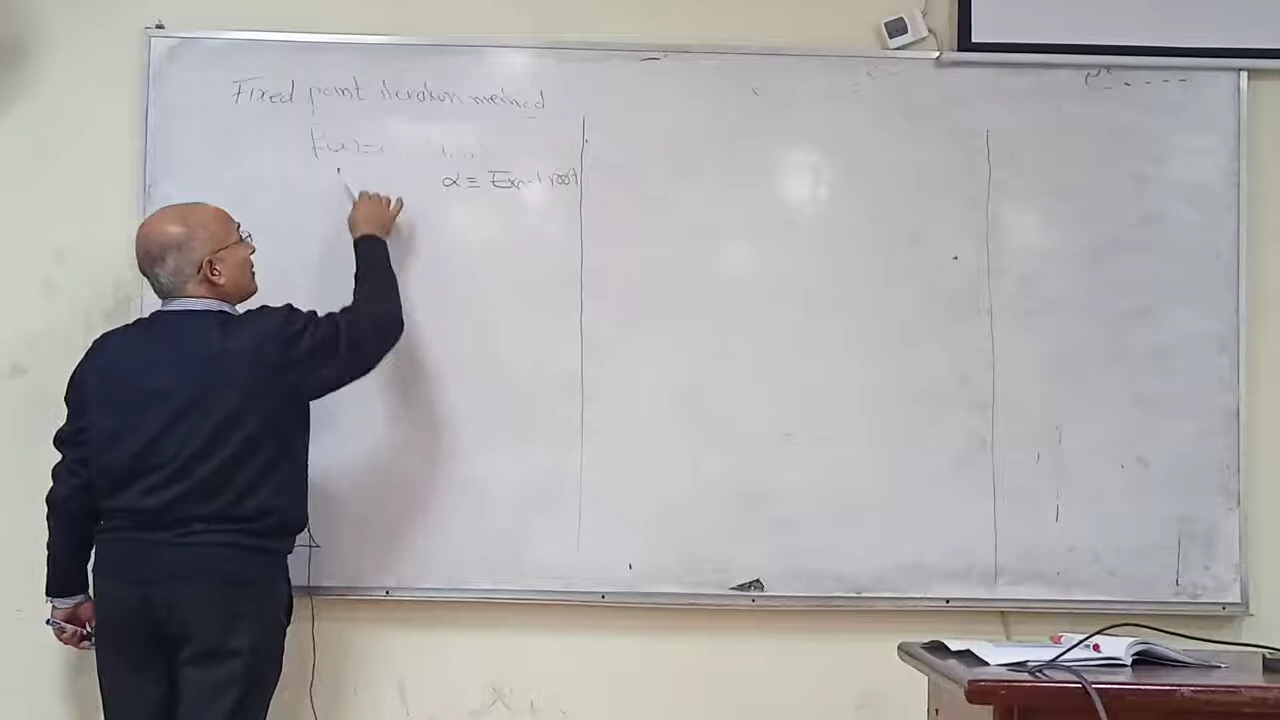 Fixed point iteration method
F(x)=
α ≡ Exact root